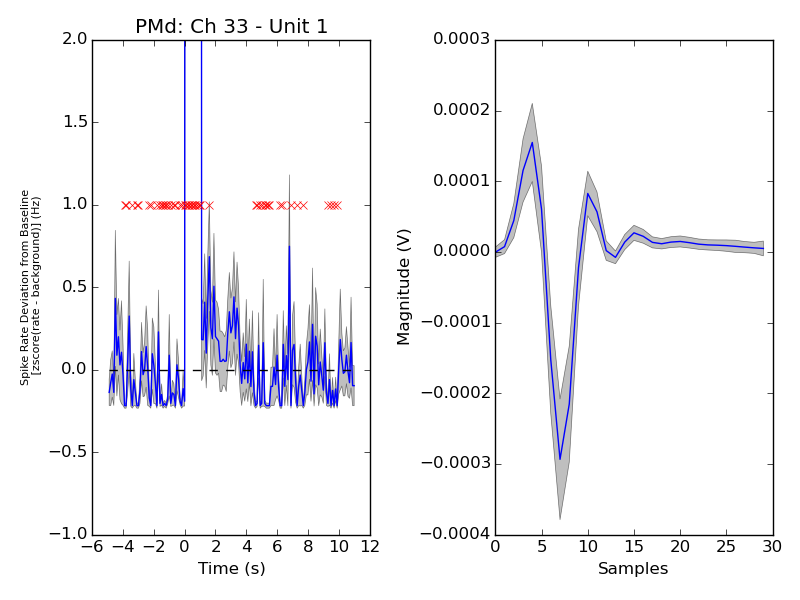 PMd: Ch 33 - Unit 1
2.0
1.5
1.0
0.5
0.0
−0.5
−1.0
−6 −4 −2 0 2 4 6 8 10 12
Time (s)
Spike Rate Deviation from Baseline
[zscore(rate - background)] (Hz)
0.0003
0.0002
0.0001
0.0000
−0.0001
−0.0002
−0.0003
−0.0004
0 5 10 15 20 25 30
Samples
Magnitude (V)